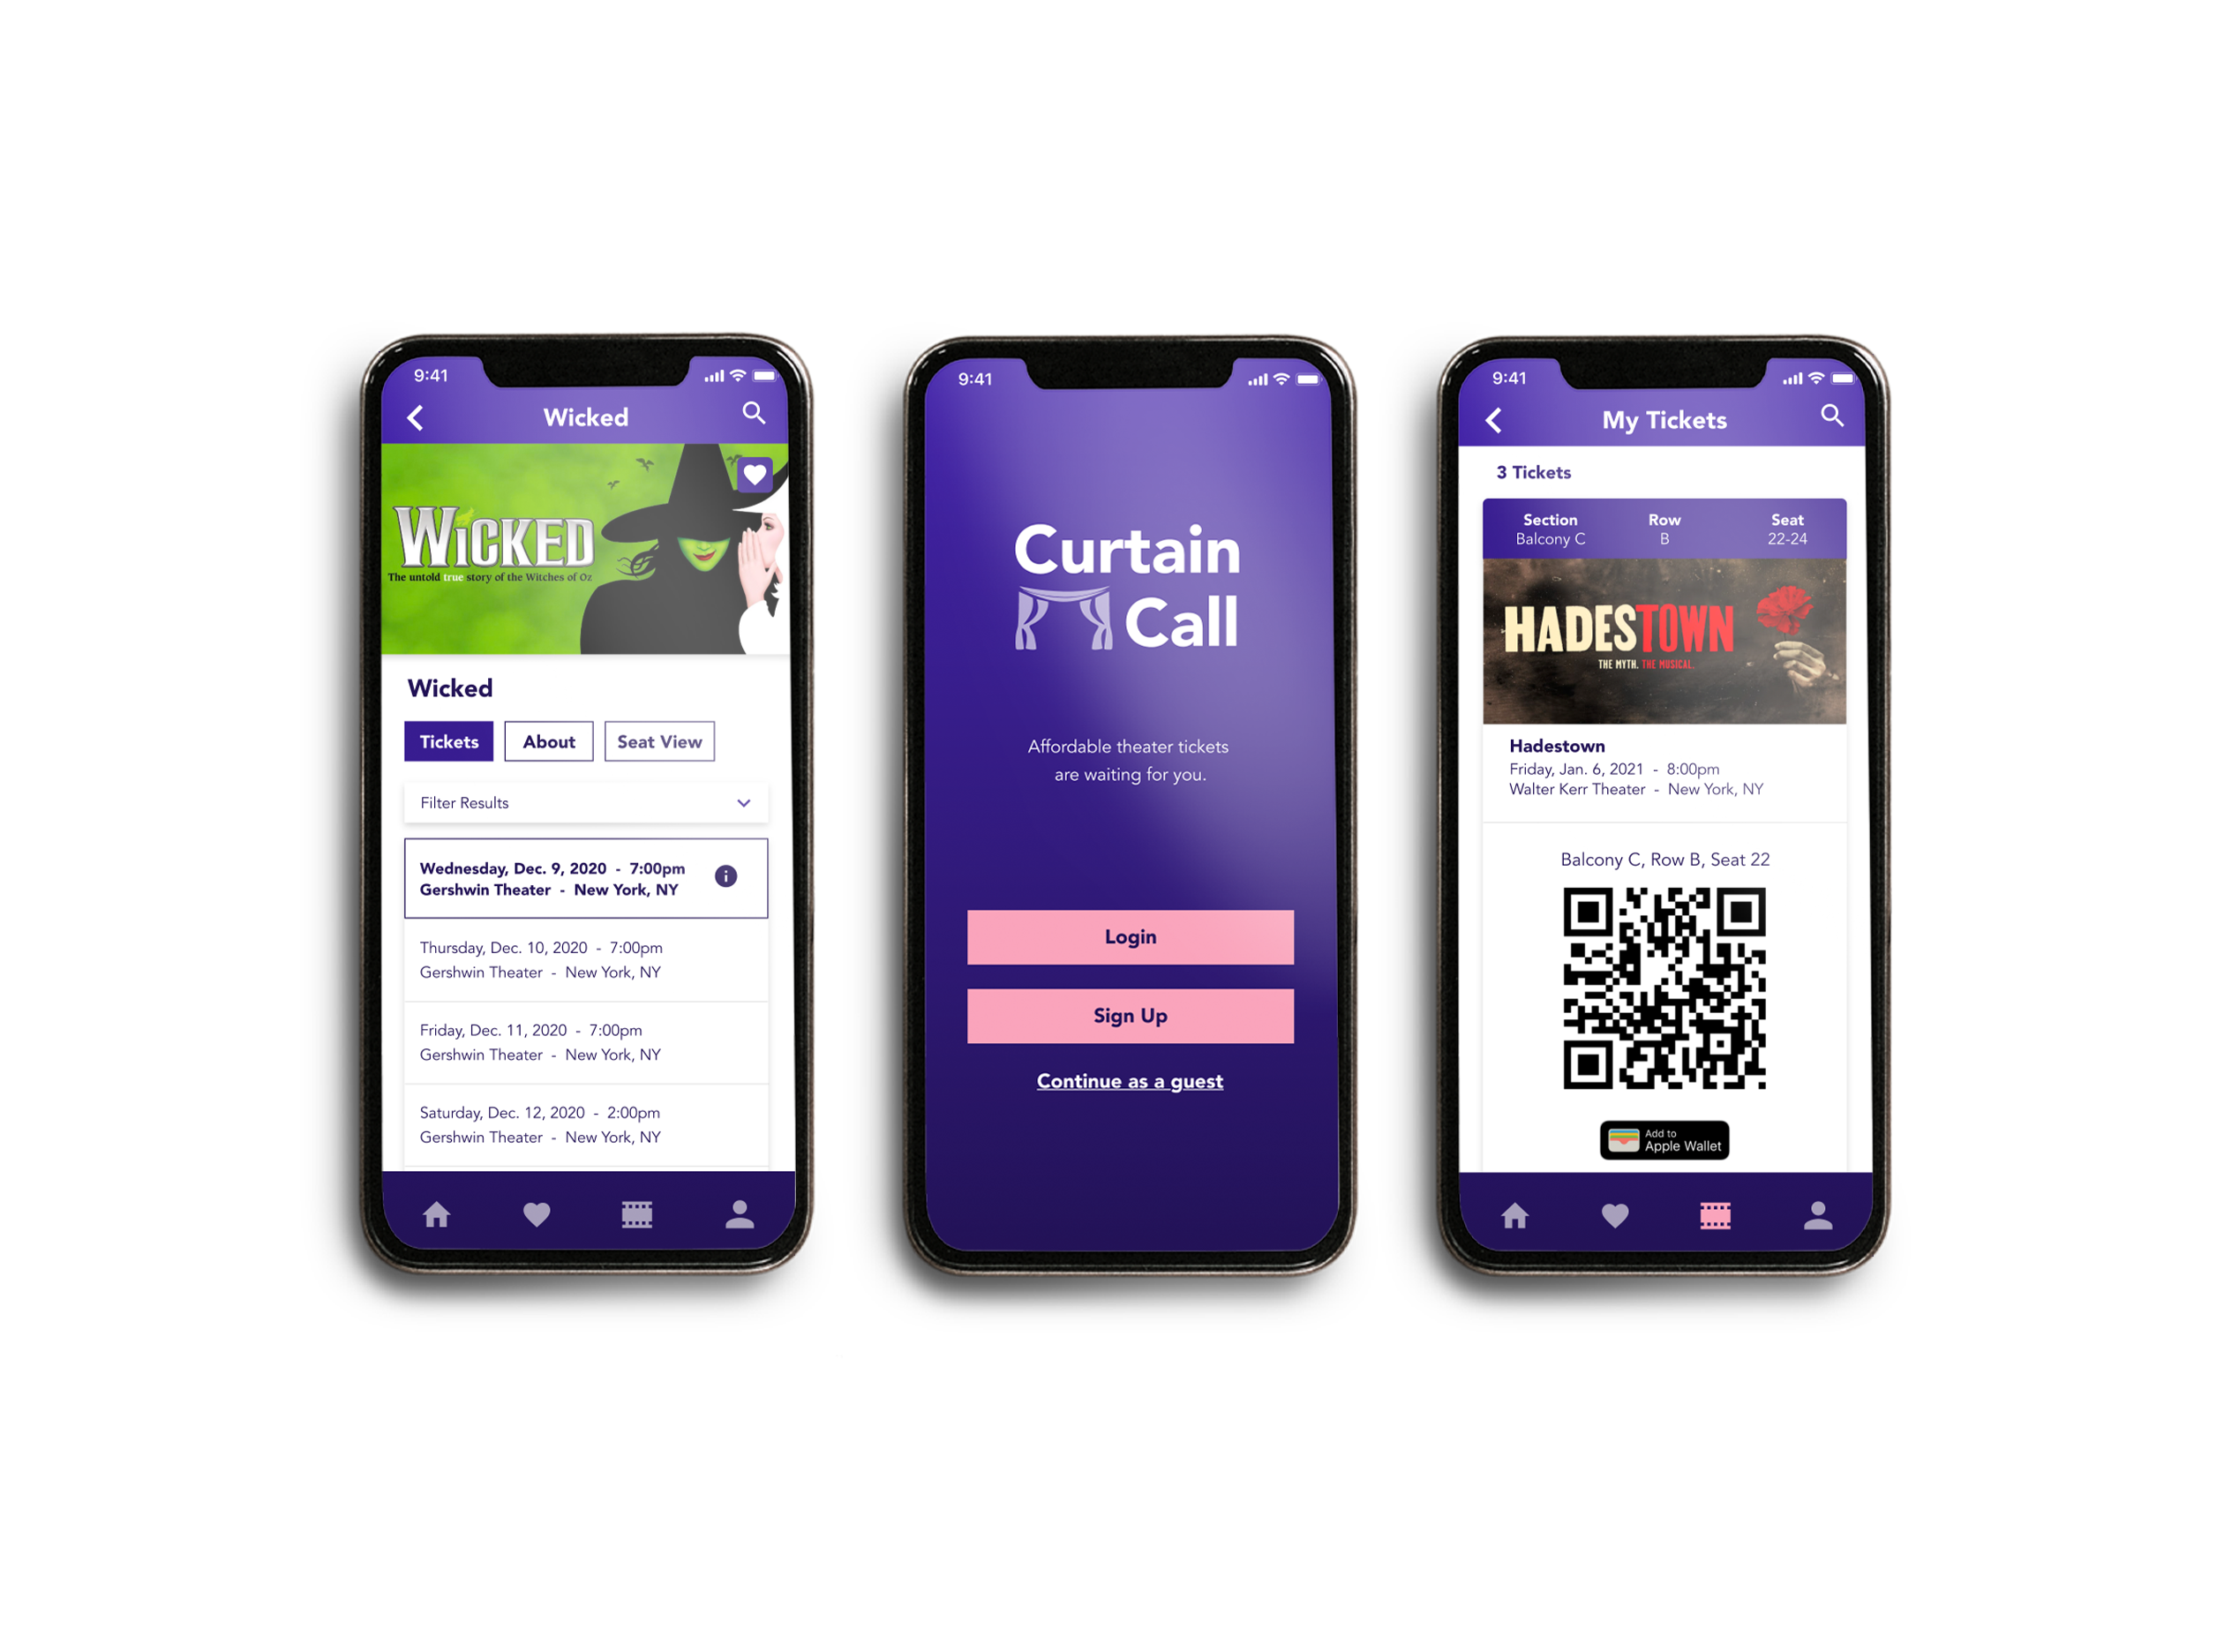 9:41
Wicked
WICKED
The untold true story of the Witches of Oz
Wicked
Tickets
About
Seat View
Filter Results
Wednesday, Dec. 9, 2020 - 7:00pm
Gershwin Theater - New York, NY
Thursday, Dec. 10, 2020 - 7:00pm
Gershwin Theater - New York, NY
Friday, Dec. 11, 2020 - 7:00pm
Gershwin Theater - New York, NY
Saturday, Dec. 12, 2020 - 2:00pm
Gershwin Theater - New York, NY
9:41
Curtain
Call
Affordable theater tickets
are waiting for you.
Login
Sign Up
Continue as a guest
9:41
My Tickets
3 Tickets
Section Row Seat
Balcony C B 22-24
HADESTOWN
THE MYTH. THE MUSICAL.
Hadestown
Friday, Jan. 6, 2021 - 8:00pm
Walter Kerr Theater - New York, NY
Balcony C, Row B, Seat 22
Add to
Apple Wallet